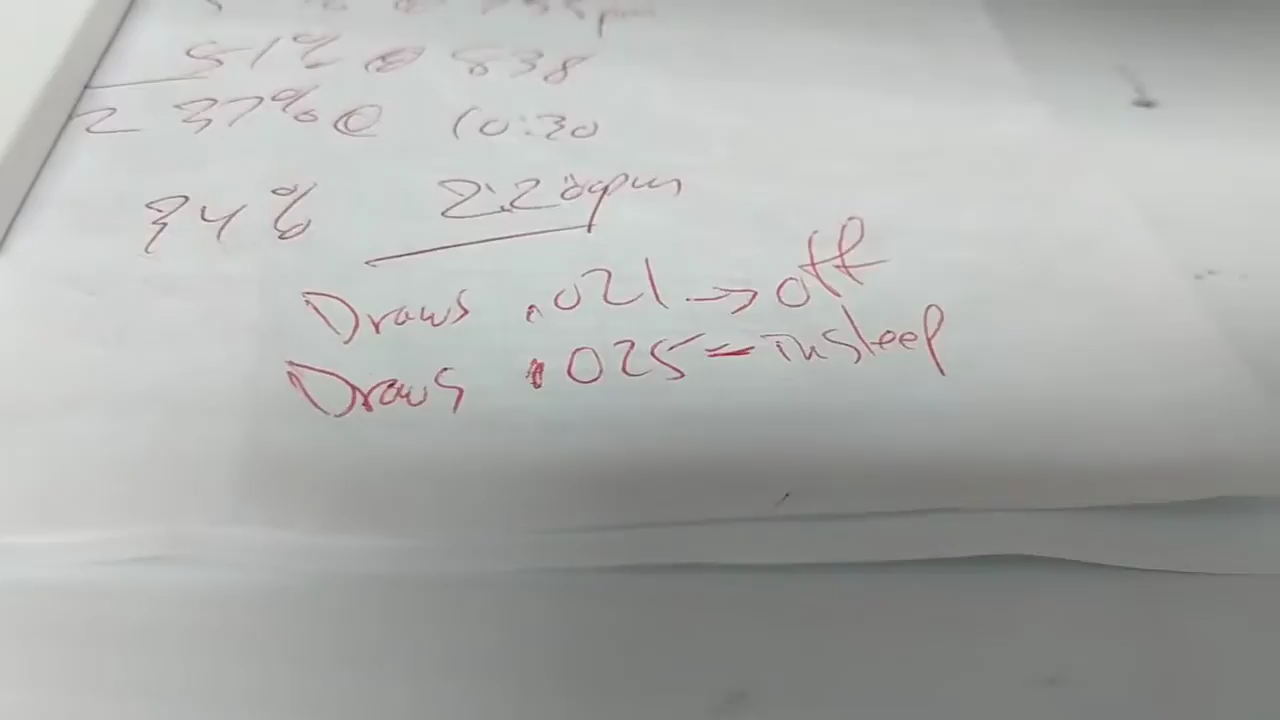 51% @ 838
2 37% @ 10:30
34% 2:20pm
Draws .021 → off
Draws .025 - in sleep